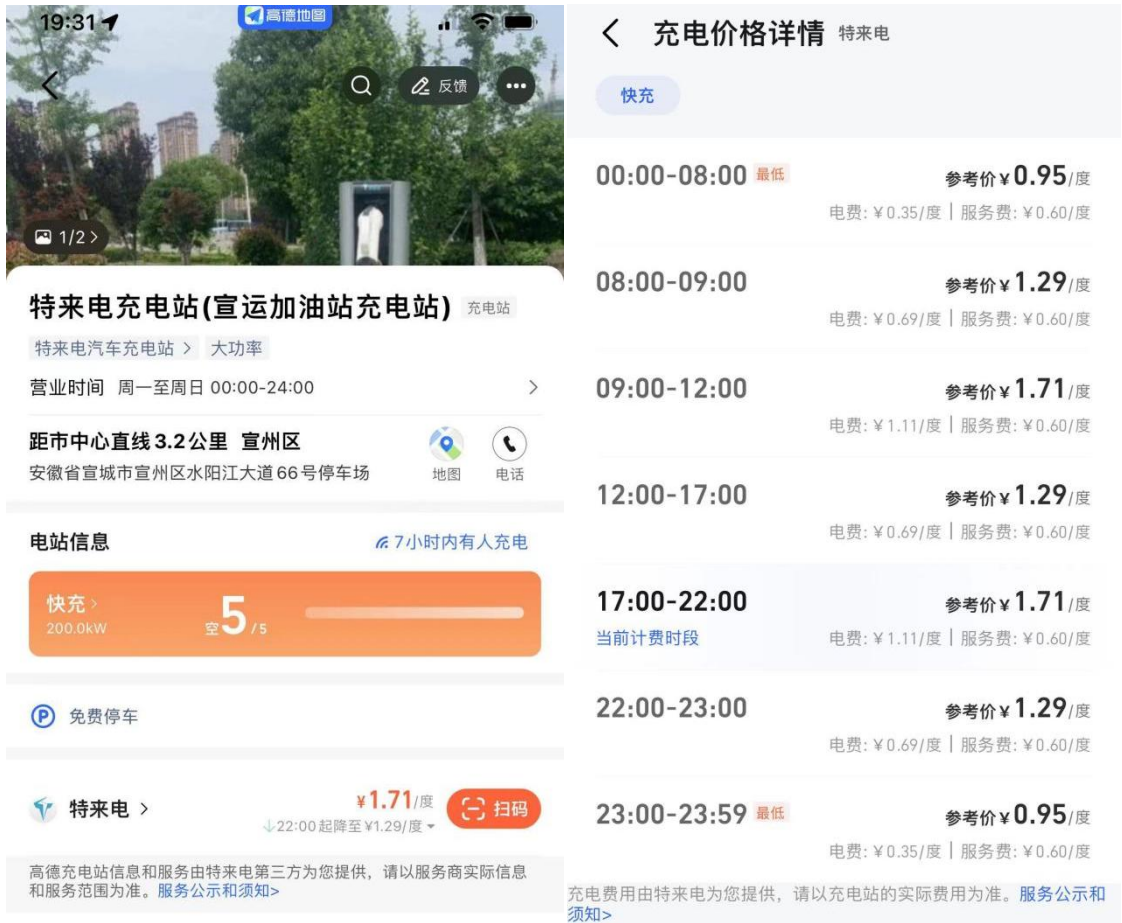 19:31
高德地图
反馈
1/2>
特来电充电站(宣运加油站充电站) 充电站
特来电汽车充电站 > 大功率
营业时间 周一至周日 00:00-24:00
距市中心直线3.2公里 宣州区
安徽省宣城市宣州区水阳江大道66号停车场
地图
电话
电站信息
7小时内有人充电
快充>
200.0kW
空5/5
P 免费停车
特来电 >
¥1.71/度
↓22:00起降至¥1.29/度
扫码
高德充电站信息和服务由特来电第三方为您提供，请以服务商实际信息
和服务范围为准。服务公示和须知>
充电价格详情 特来电
快充
00:00-08:00 最低 参考价¥0.95/度
电费:¥0.35/度|服务费:¥0.60/度
08:00-09:00 参考价¥1.29/度
电费:¥0.69/度|服务费:¥0.60/度
09:00-12:00 参考价¥1.71/度
电费:¥1.11/度|服务费:¥0.60/度
12:00-17:00 参考价¥1.29/度
电费:¥0.69/度|服务费:¥0.60/度
17:00-22:00 参考价¥1.71/度
当前计费时段 电费:¥1.11/度|服务费:¥0.60/度
22:00-23:00 参考价¥1.29/度
电费:¥0.69/度|服务费:¥0.60/度
23:00-23:59 最低 参考价¥0.95/度
电费:¥0.35/度|服务费:¥0.60/度
充电费用由特来电为您提供，请以充电站的实际费用为准。服务公示和
须知>